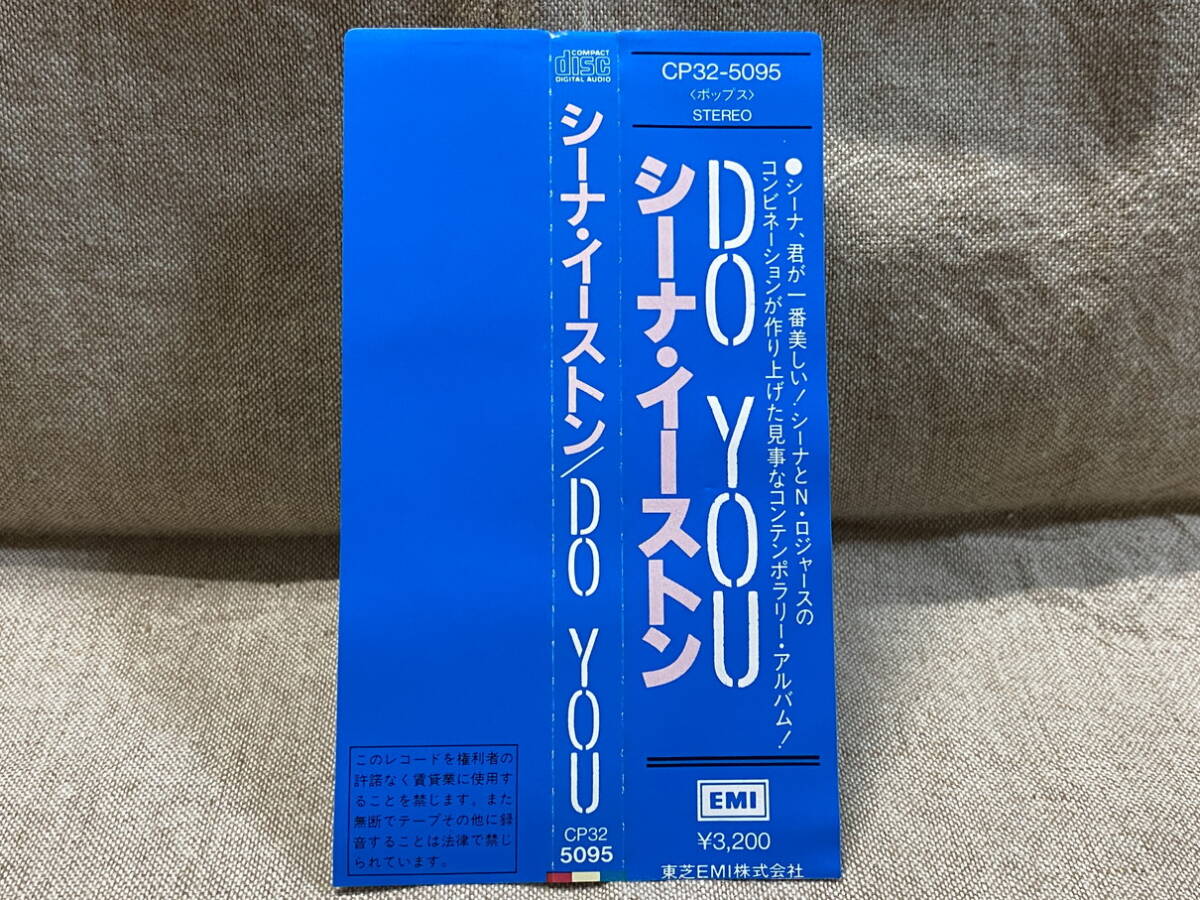 CP32-5095
〈ポップス〉
STEREO
●シーナ、君が一番美しい！シーナとN・ロジャースの
コンビネーションが作り上げた見事なコンテンポラリー・アルバム！
DO YOU
シーナ・イーストン
EMI
¥3,200
東芝EMI株式会社
COMPACT
disc
DIGITAL AUDIO
シーナ・イーストン/DO YOU
CP32
5095
このレコードを権利者の
許諾なく賃貸業に使用す
ることを禁じます。また
無断でテープその他に録
音することは法律で禁じ
られています。